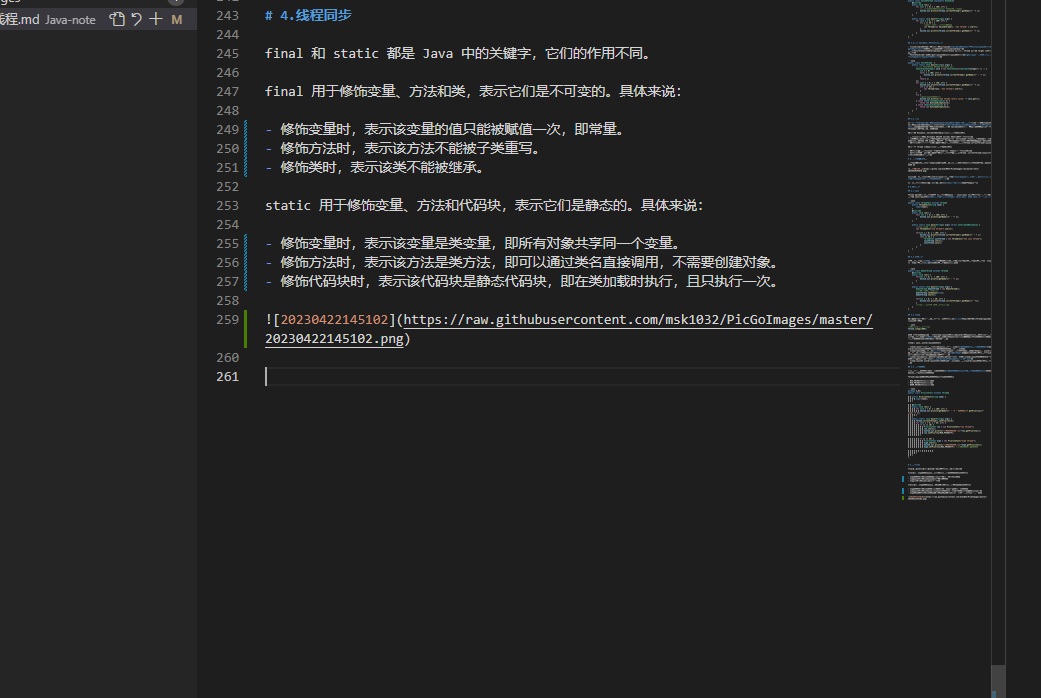 线程.md Java-note M
243 # 4.线程同步
244
245 final 和 static 都是 Java 中的关键字，它们的作用不同。
246
247 final 用于修饰变量、方法和类，表示它们是不可变的。具体来说：
248
249 - 修饰变量时，表示该变量的值只能被赋值一次，即常量。
250 - 修饰方法时，表示该方法不能被子类重写。
251 - 修饰类时，表示该类不能被继承。
252
253 static 用于修饰变量、方法和代码块，表示它们是静态的。具体来说：
254
255 - 修饰变量时，表示该变量是类变量，即所有对象共享同一个变量。
256 - 修饰方法时，表示该方法是类方法，即可以通过类名直接调用，不需要创建对象。
257 - 修饰代码块时，表示该代码块是静态代码块，即在类加载时执行，且只执行一次。
258
259 ![20230422145102](https://raw.githubusercontent.com/msk1032/PicGoImages/master/
20230422145102.png)
260
261